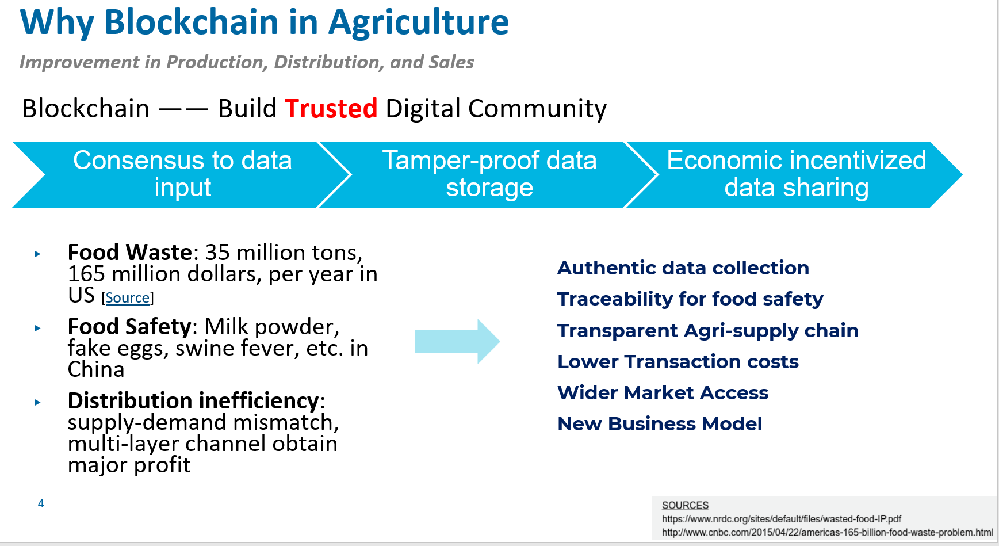 Why Blockchain in Agriculture
Improvement in Production, Distribution, and Sales
Blockchain —— Build Trusted Digital Community
Consensus to data
input
Tamper-proof data
storage
Economic incentivized
data sharing
Food Waste: 35 million tons,
165 million dollars, per year in
US [Source]
Food Safety: Milk powder,
fake eggs, swine fever, etc. in
China
Distribution inefficiency:
supply-demand mismatch,
multi-layer channel obtain
major profit
Authentic data collection
Traceability for food safety
Transparent Agri-supply chain
Lower Transaction costs
Wider Market Access
New Business Model
4
SOURCES
https://www.nrdc.org/sites/default/files/wasted-food-IP.pdf
http://www.cnbc.com/2015/04/22/americas-165-billion-food-waste-problem.html